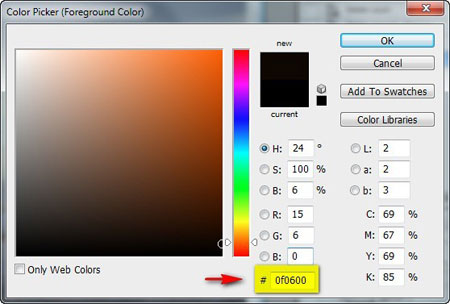 Color Picker (Foreground Color)
new
current
OK
Cancel
Add To Swatches
Color Libraries
H: 24 °
S: 100 %
B: 6 %
R: 15
G: 6
B: 0
# 0f0600
L: 2
a: 2
b: 3
C: 69 %
M: 67 %
Y: 69 %
K: 85 %
Only Web Colors